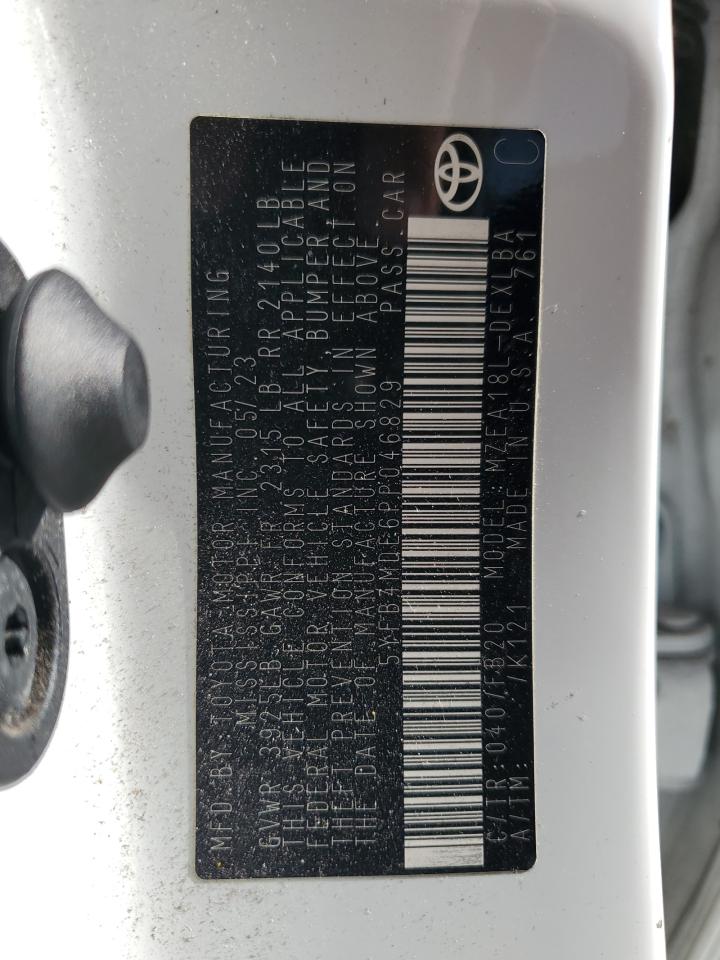 MFD. BY TOYOTA MOTOR MANUFACTURING
MISSISSIPPI, INC. 05/23
GVWR 3925LB GAWR FR 2315 LB RR 2140 LB
THIS VEHICLE CONFORMS TO ALL APPLICABLE
FEDERAL MOTOR VEHICLE SAFETY, BUMPER, AND
THEFT PREVENTION STANDARDS IN EFFECT ON
THE DATE OF MANUFACTURE SHOWN ABOVE.
5YFB4MDE6PP046829 PASS. CAR
C/TR: 040/FB20 MODEL: MZEA18L-DEXLBA
A/TM: /K121 MADE IN U.S.A. 761
C